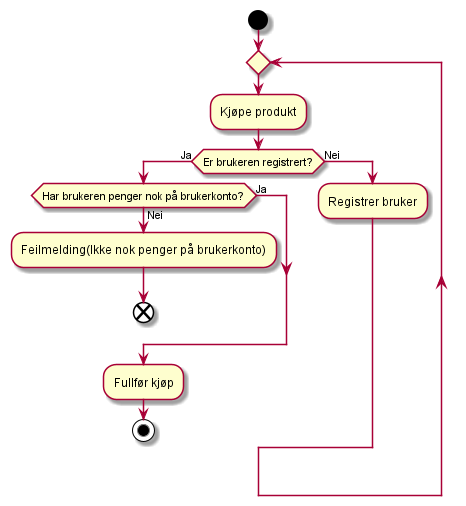 Kjøpe produkt
Ja
Er brukeren registrert?
Nei
Har brukeren penger nok på brukerkonto?
Ja
Registrer bruker
Nei
Feilmelding(Ikke nok penger på brukerkonto)
Fullfør kjøp